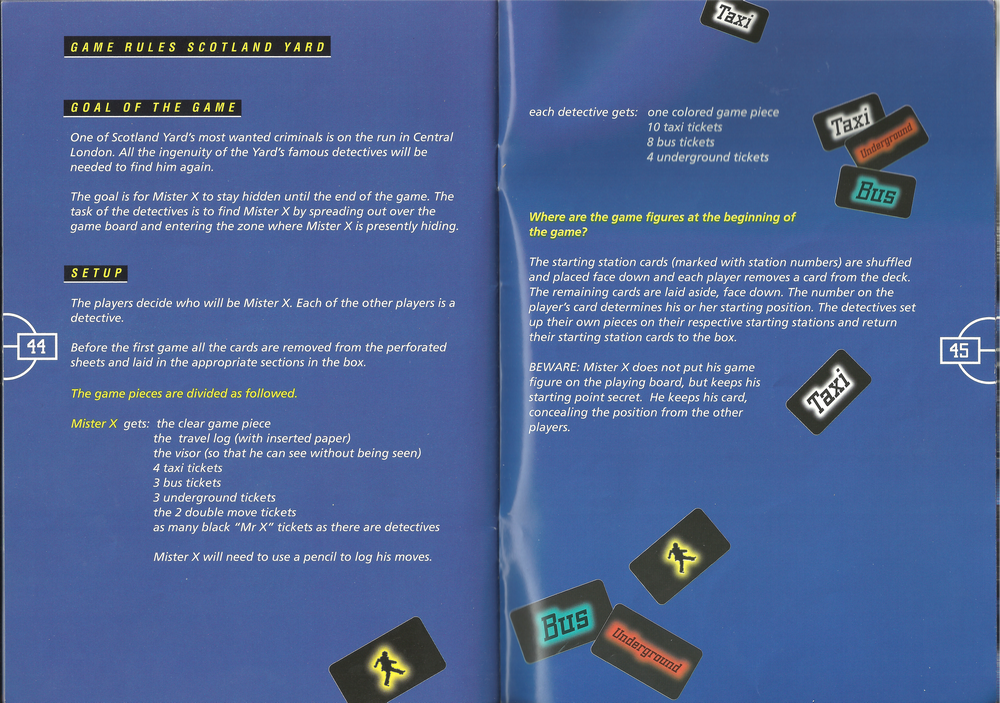 GAME RULES SCOTLAND YARD
GOAL OF THE GAME
One of Scotland Yard's most wanted criminals is on the run in Central
London. All the ingenuity of the Yard's famous detectives will be
needed to find him again.
The goal is for Mister X to stay hidden until the end of the game. The
task of the detectives is to find Mister X by spreading out over the
game board and entering the zone where Mister X is presently hiding.
SETUP
The players decide who will be Mister X. Each of the other players is a
detective.
Before the first game all the cards are removed from the perforated
sheets and laid in the appropriate sections in the box.
The game pieces are divided as followed.
Mister X gets: the clear game piece
the travel log (with inserted paper)
the visor (so that he can see without being seen)
4 taxi tickets
3 bus tickets
3 underground tickets
the 2 double move tickets
as many black "Mr X" tickets as there are detectives
Mister X will need to use a pencil to log his moves.
44
Taxi
each detective gets: one colored game piece
10 taxi tickets
8 bus tickets
4 underground tickets
Taxi
Underground
Bus
Where are the game figures at the beginning of
the game?
The starting station cards (marked with station numbers) are shuffled
and placed face down and each player removes a card from the deck.
The remaining cards are laid aside, face down. The number on the
player's card determines his or her starting position. The detectives set
up their own pieces on their respective starting stations and return
their starting station cards to the box.
BEWARE: Mister X does not put his game
figure on the playing board, but keeps his
starting point secret. He keeps his card,
concealing the position from the other
players.
Taxi
45
Bus
Underground